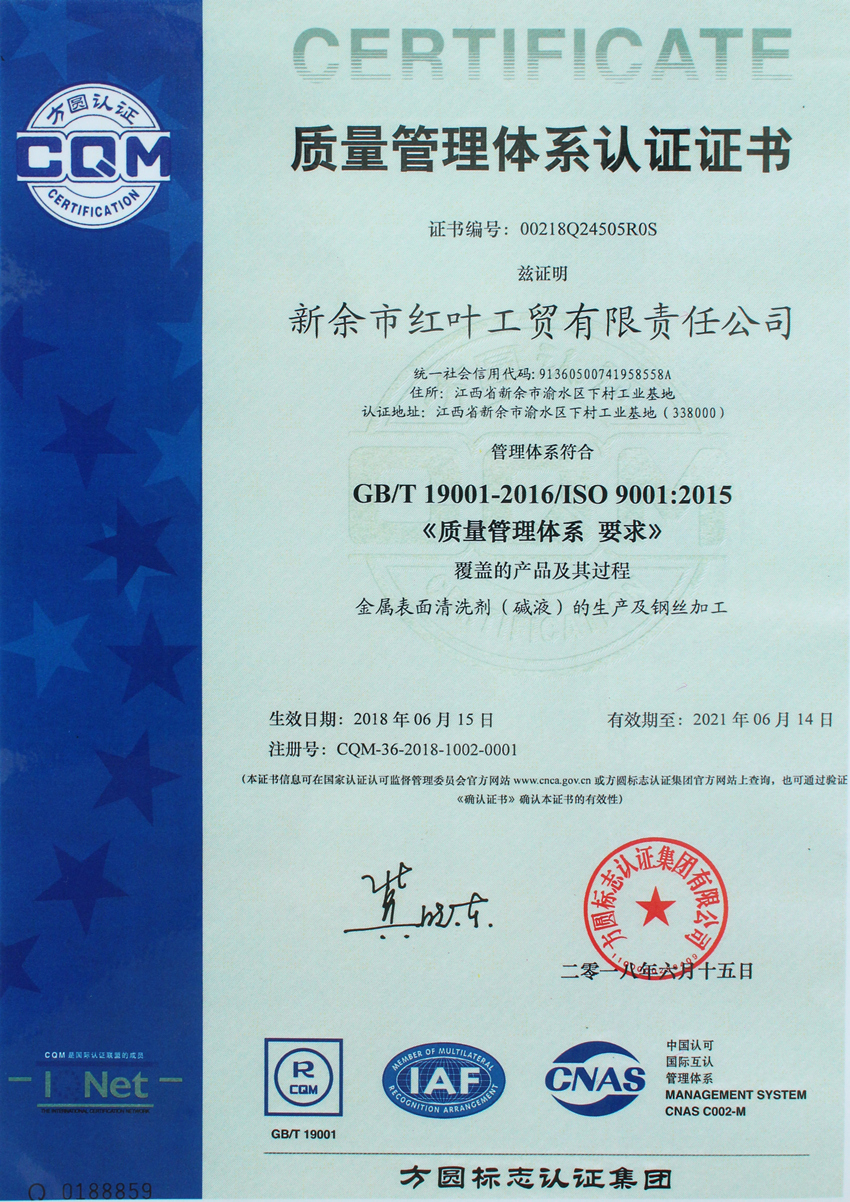 CERTIFICATE
方圆认证
CQM
CERTIFICATION
质量管理体系认证证书
证书编号：00218Q24505R0S
兹证明
新余市红叶工贸有限责任公司
统一社会信用代码:91360500741958558A
住所：江西省新余市渝水区下村工业基地
认证地址：江西省新余市渝水区下村工业基地（338000）
管理体系符合
GB/T 19001-2016/ISO 9001:2015
《质量管理体系 要求》
覆盖的产品及其过程
金属表面清洗剂（碱液）的生产及钢丝加工
生效日期：2018 年 06 月 15 日 有效期至：2021 年 06 月 14 日
注册号：CQM-36-2018-1002-0001
(本证书信息可在国家认证认可监督管理委员会官方网站 www.cnca.gov.cn 或方圆标志认证集团官方网站上查询，也可通过验证
《确认证书》确认本证书的有效性)
方圆标志认证集团有限公司
二零一八年六月十五日
CQM 是国际认证联盟的成员
I Net
THE INTERNATIONAL CERTIFICATION NETWORK
R
CQM
GB/T 19001
MEMBER OF MULTILATERAL
IAF
RECOGNITION ARRANGEMENT
CNAS
中国认可
国际互认
管理体系
MANAGEMENT SYSTEM
CNAS C002-M
Q 0188859
方圆标志认证集团